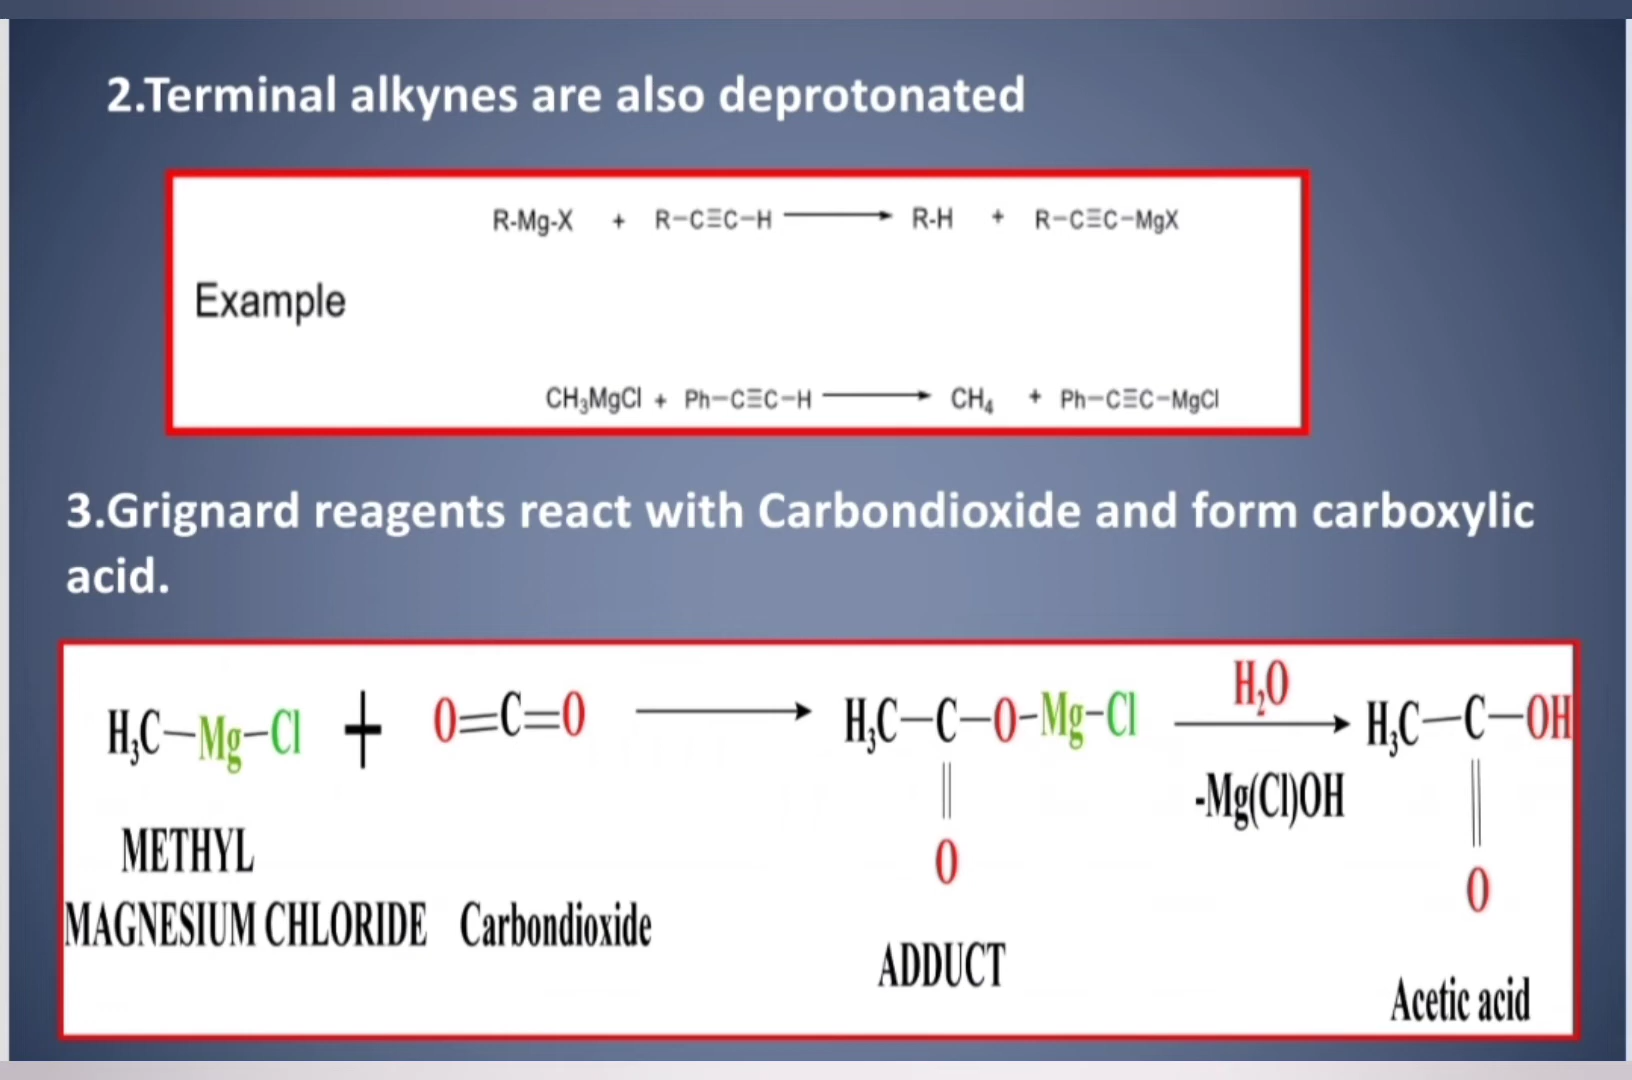 2.Terminal alkynes are also deprotonated
R-Mg-X + R-C≡C-H → R-H + R-C≡C-MgX
Example
CH₃MgCl + Ph-C≡C-H → CH₄ + Ph-C≡C-MgCl
3.Grignard reagents react with Carbondioxide and form carboxylic
acid.
H₂O
H₃C-Mg-Cl + O=C=O → H₃C-C-O-Mg-Cl → H₃C-C-OH
-Mg(Cl)OH
O O
METHYL
MAGNESIUM CHLORIDE Carbondioxide
ADDUCT
Acetic acid